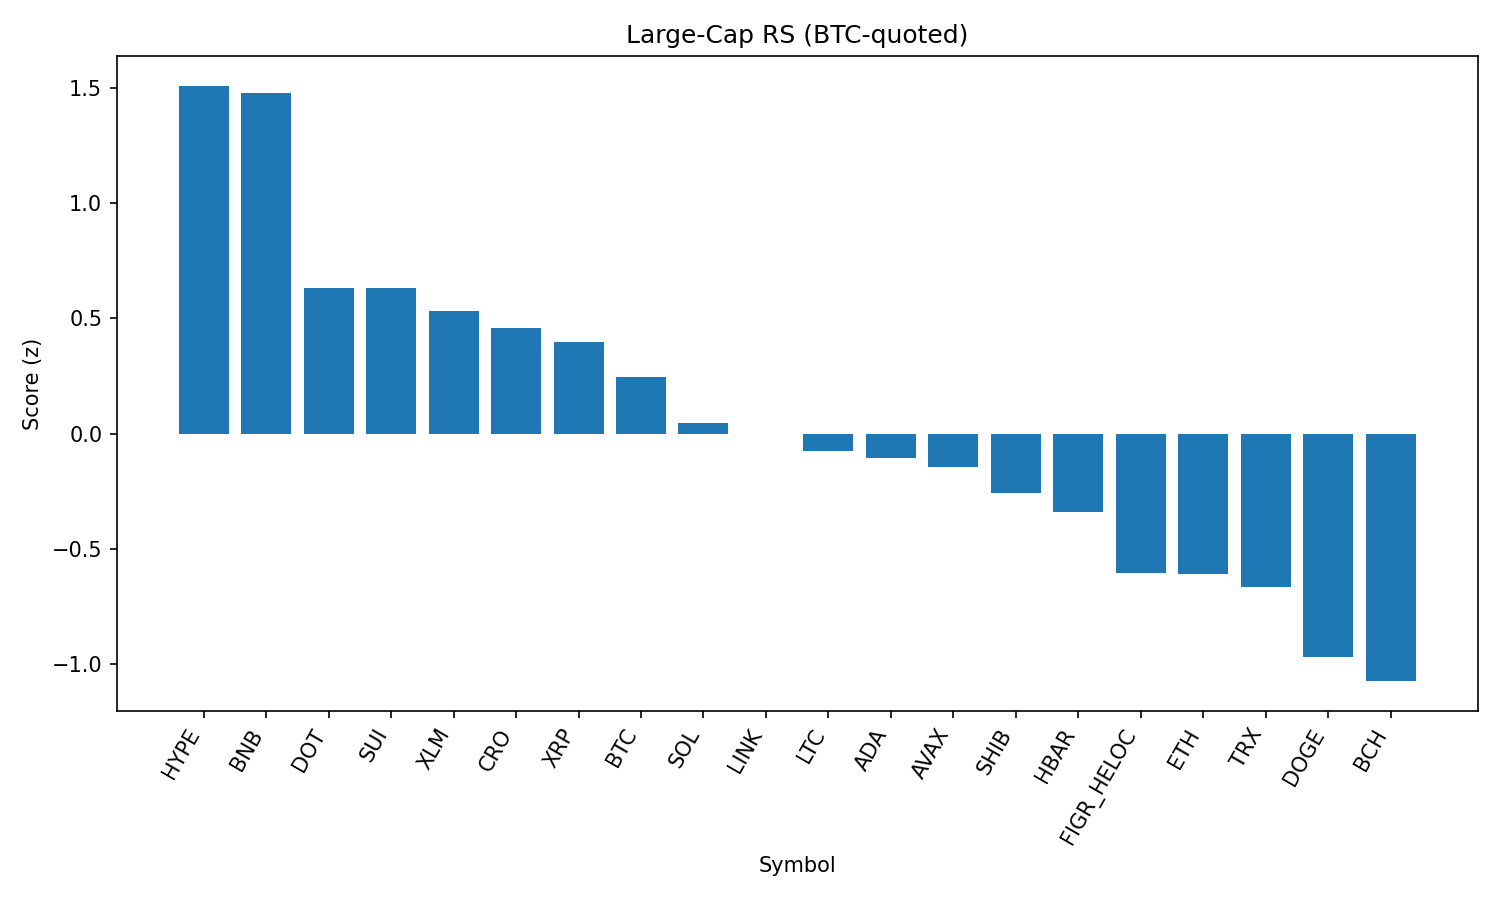 Large-Cap RS (BTC-quoted)
Score (z)
1.5
1.0
0.5
0.0
−0.5
−1.0
HYPE
BNB
DOT
SUI
XLM
CRO
XRP
BTC
SOL
LINK
LTC
ADA
AVAX
SHIB
HBAR
FIGR_HELOC
ETH
TRX
DOGE
BCH
Symbol